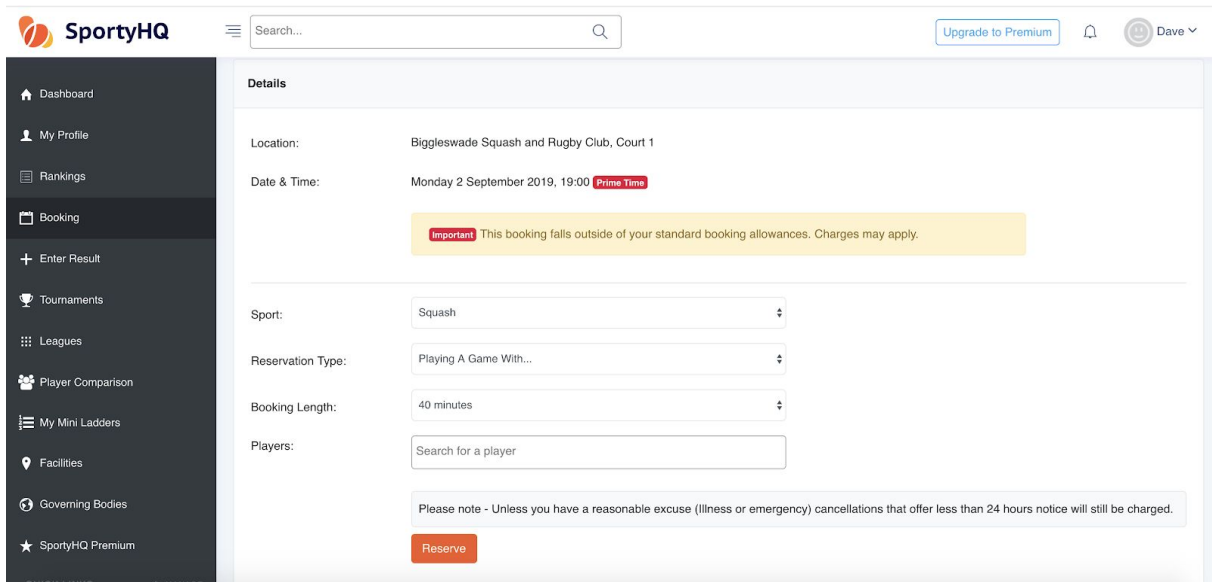 SportyHQ
Search...
Upgrade to Premium
Dave
Dashboard
My Profile
Rankings
Booking
Enter Result
Tournaments
Leagues
Player Comparison
My Mini Ladders
Facilities
Governing Bodies
SportyHQ Premium
Details
Location:
Biggleswade Squash and Rugby Club, Court 1
Date & Time:
Monday 2 September 2019, 19:00 Prime Time
Important This booking falls outside of your standard booking allowances. Charges may apply.
Sport:
Squash
Reservation Type:
Playing A Game With...
Booking Length:
40 minutes
Players:
Search for a player
Please note - Unless you have a reasonable excuse (Illness or emergency) cancellations that offer less than 24 hours notice will still be charged.
Reserve